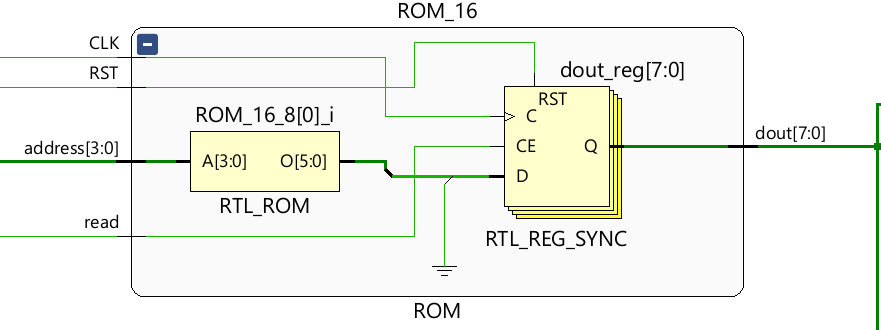 ROM_16
CLK
RST
dout_reg[7:0]
ROM_16_8[0]_i
RST
C
address[3:0]
A[3:0]
O[5:0]
CE
Q
dout[7:0]
D
RTL_ROM
read
RTL_REG_SYNC
ROM